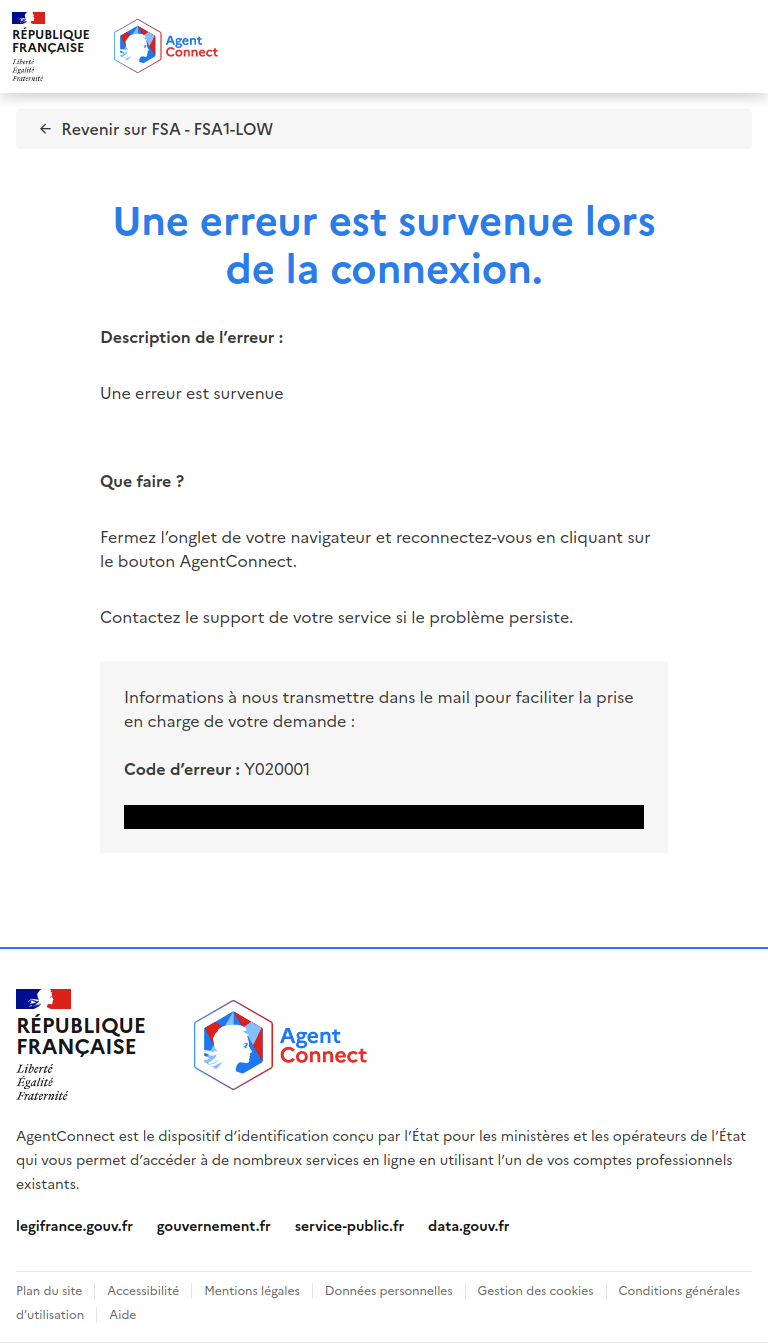 RÉPUBLIQUE
FRANÇAISE
Liberté
Égalité
Fraternité
Agent
Connect
← Revenir sur FSA - FSA1-LOW
Une erreur est survenue lors
de la connexion.
Description de l’erreur :
Une erreur est survenue
Que faire ?
Fermez l’onglet de votre navigateur et reconnectez-vous en cliquant sur
le bouton AgentConnect.
Contactez le support de votre service si le problème persiste.
Informations à nous transmettre dans le mail pour faciliter la prise
en charge de votre demande :
Code d’erreur : Y020001
RÉPUBLIQUE
FRANÇAISE
Liberté
Égalité
Fraternité
Agent
Connect
AgentConnect est le dispositif d’identification conçu par l’État pour les ministères et les opérateurs de l’État
qui vous permet d’accéder à de nombreux services en ligne en utilisant l’un de vos comptes professionnels
existants.
legifrance.gouv.fr gouvernement.fr service-public.fr data.gouv.fr
Plan du site Accessibilité Mentions légales Données personnelles Gestion des cookies Conditions générales
d’utilisation Aide